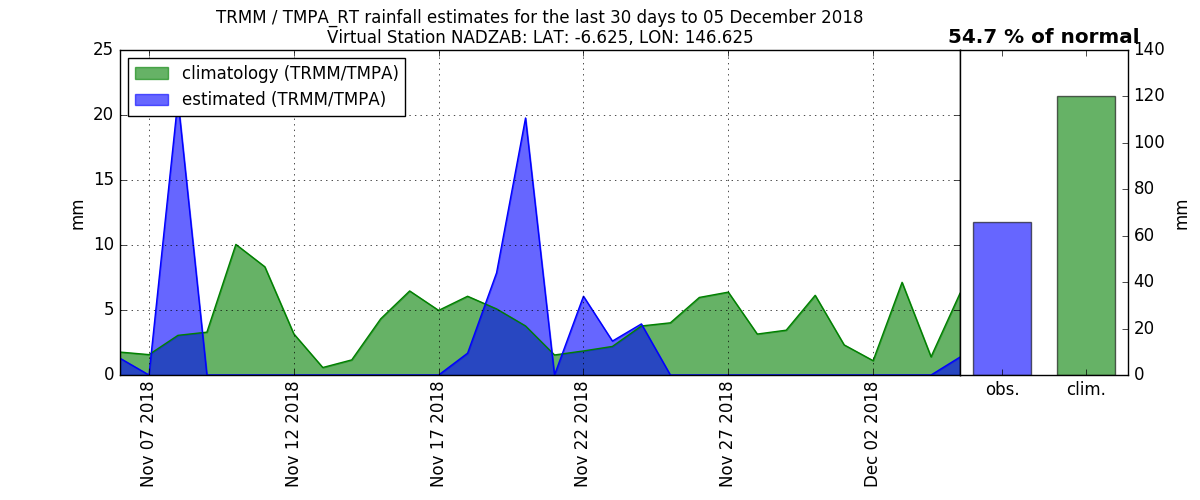 TRMM / TMPA_RT rainfall estimates for the last 30 days to 05 December 2018
Virtual Station NADZAB: LAT: -6.625, LON: 146.625
54.7 % of normal
climatology (TRMM/TMPA)
estimated (TRMM/TMPA)
25
20
15
10
5
0
mm
Nov 07 2018
Nov 12 2018
Nov 17 2018
Nov 22 2018
Nov 27 2018
Dec 02 2018
obs.
clim.
140
120
100
80
60
40
20
0
mm